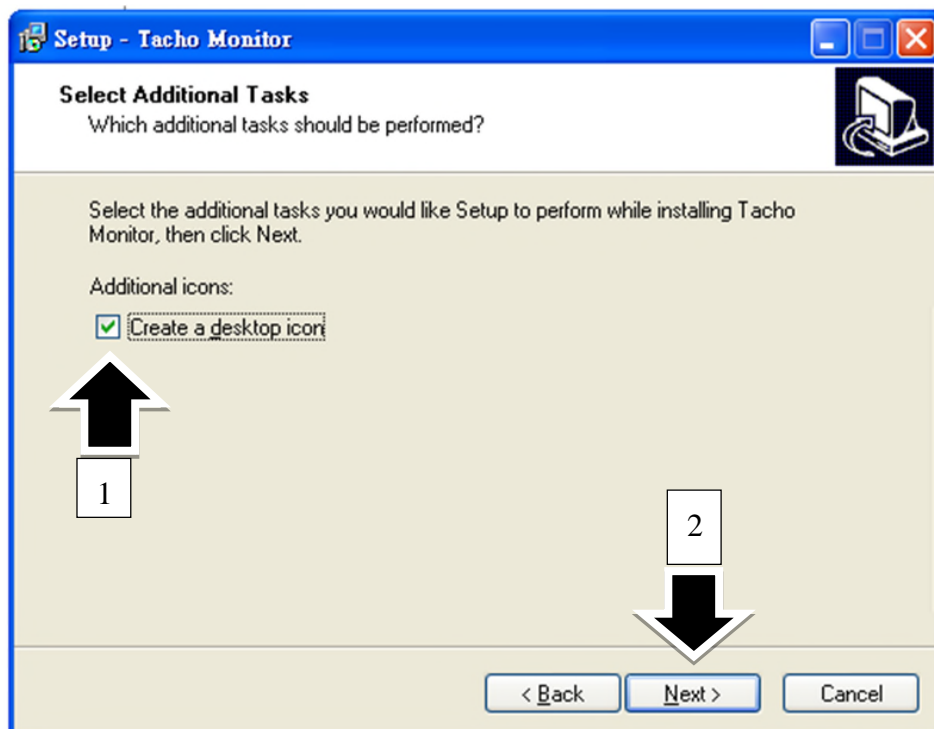 Setup - Tacho Monitor
Select Additional Tasks
Which additional tasks should be performed?
Select the additional tasks you would like Setup to perform while installing Tacho
Monitor, then click Next.
Additional icons:
Create a desktop icon
1
2
< Back
Next >
Cancel